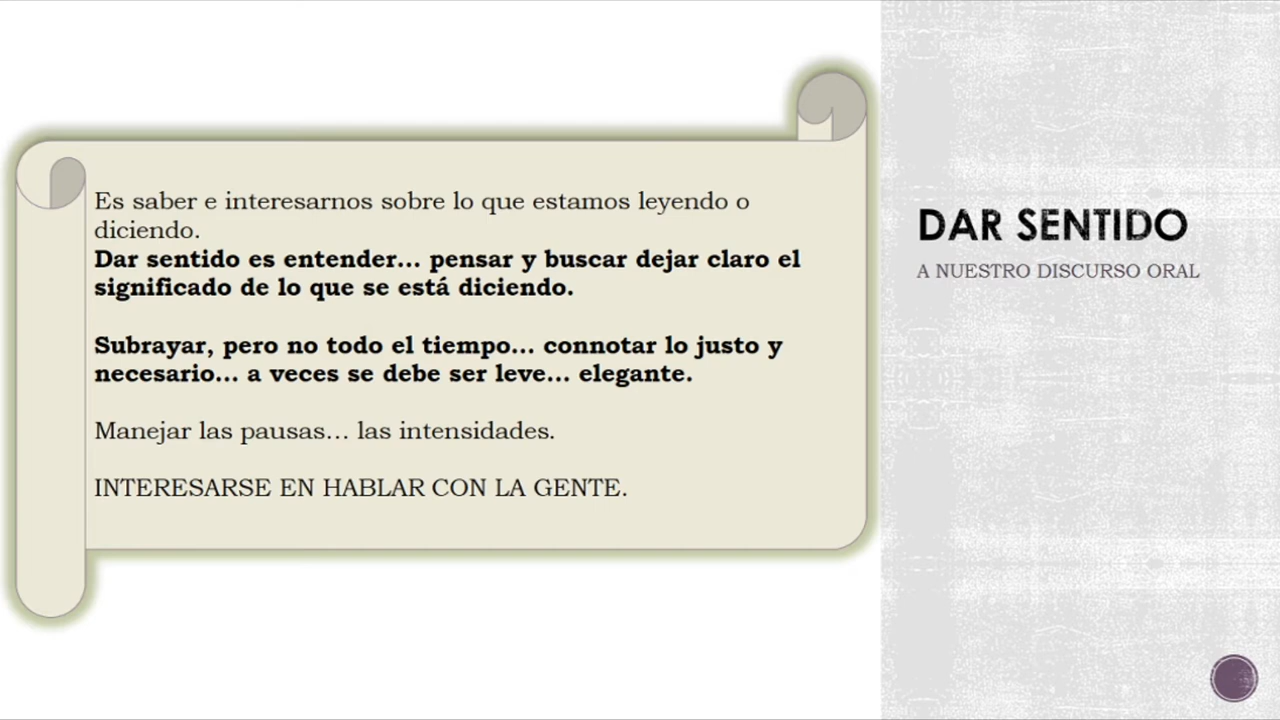 Es saber e interesarnos sobre lo que estamos leyendo o
diciendo.
Dar sentido es entender... pensar y buscar dejar claro el
significado de lo que se está diciendo.
Subrayar, pero no todo el tiempo... connotar lo justo y
necesario... a veces se debe ser leve... elegante.
Manejar las pausas... las intensidades.
INTERESARSE EN HABLAR CON LA GENTE.
DAR SENTIDO
A NUESTRO DISCURSO ORAL